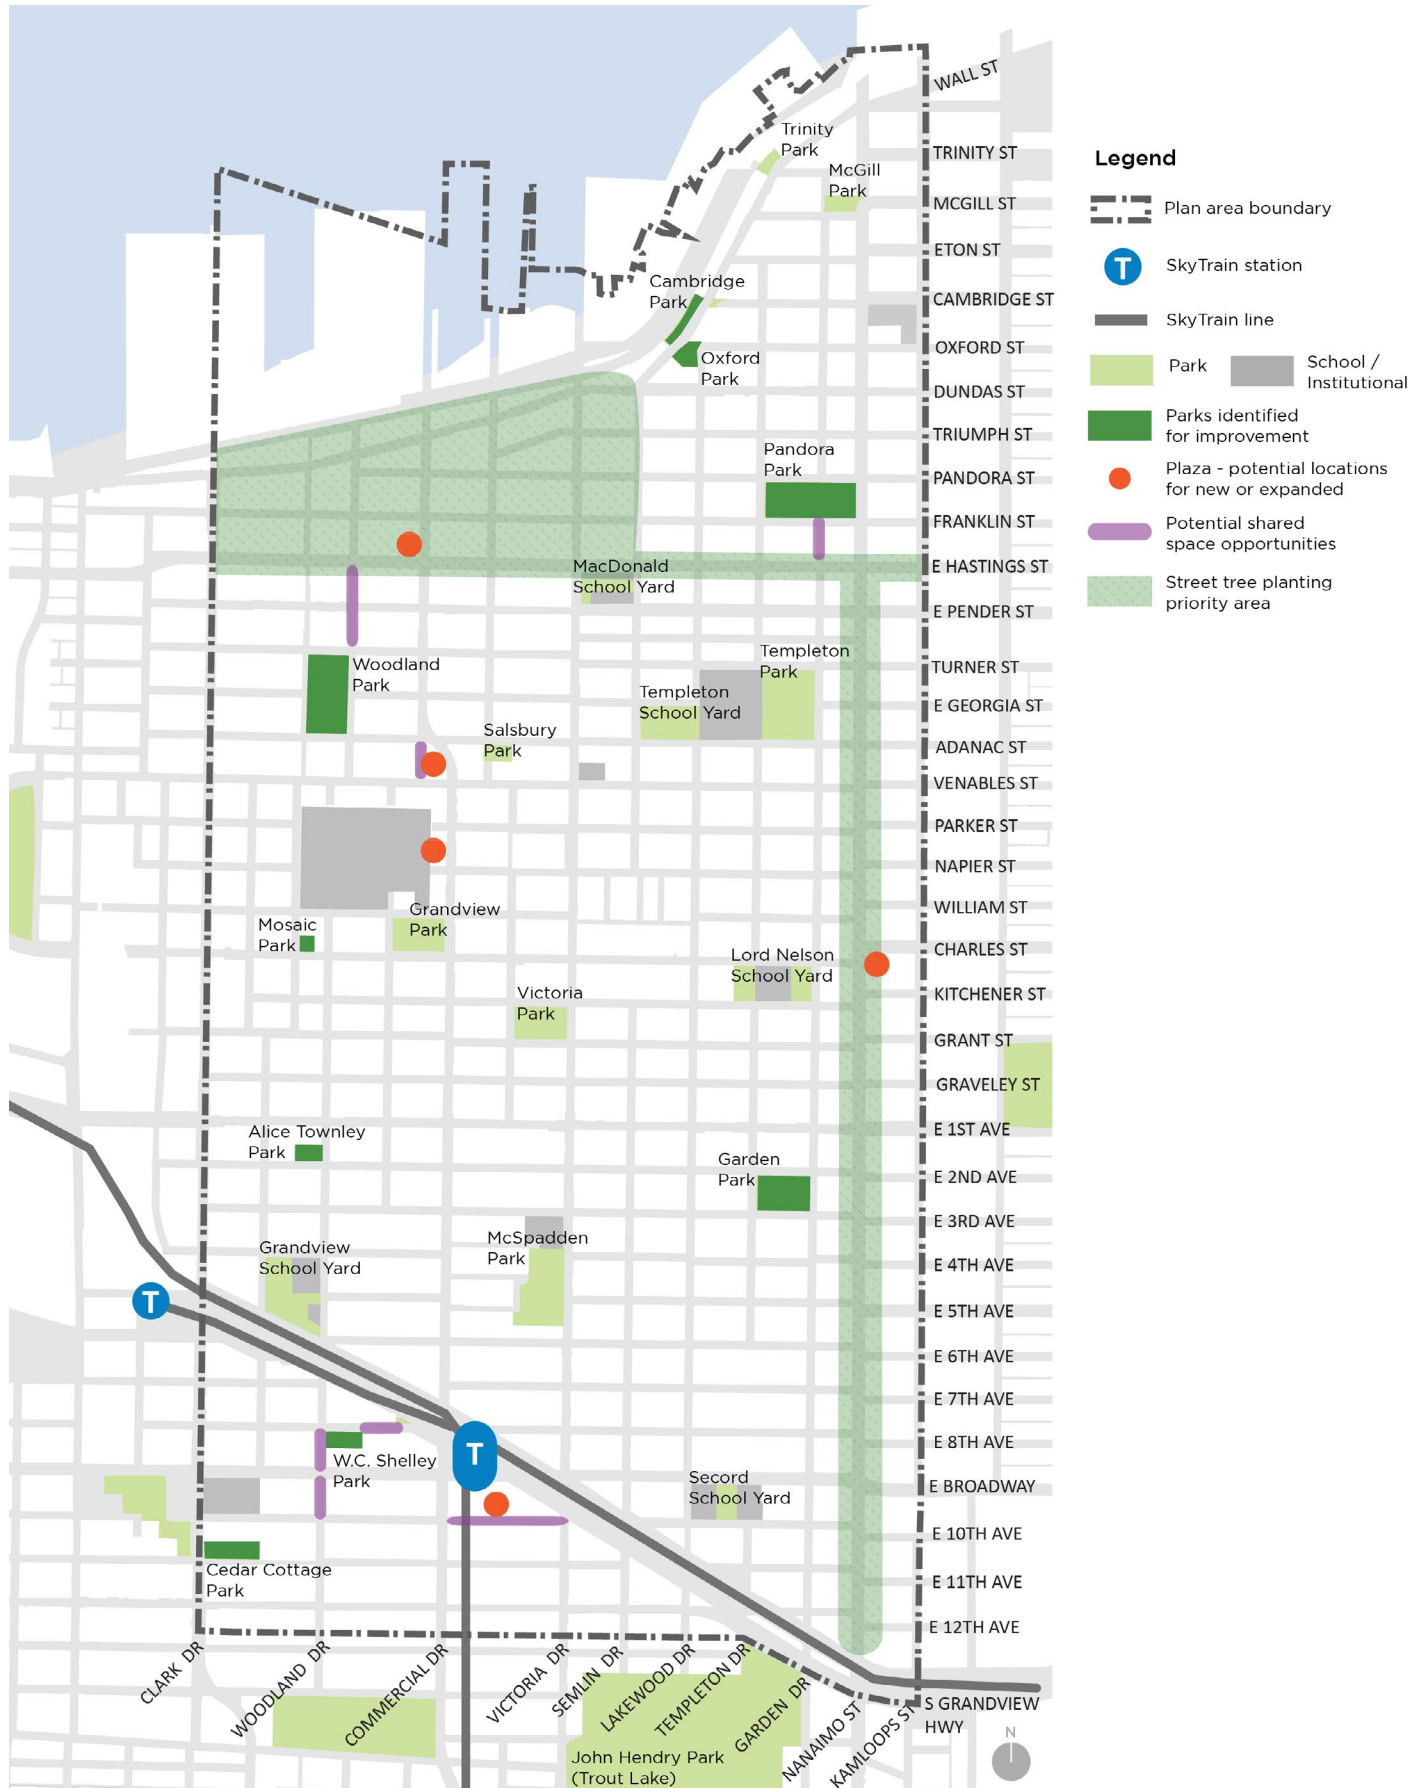 WALL ST
Trinity
Park
TRINITY ST
McGill
Park
MCGILL ST
ETON ST
Cambridge
Park
CAMBRIDGE ST
OXFORD ST
Oxford
Park
DUNDAS ST
TRIUMPH ST
Pandora
Park
PANDORA ST
FRANKLIN ST
E HASTINGS ST
MacDonald
School Yard
E PENDER ST
Woodland
Park
Templeton
Park
TURNER ST
Templeton
School Yard
E GEORGIA ST
Salsbury
Park
ADANAC ST
VENABLES ST
PARKER ST
NAPIER ST
WILLIAM ST
Grandview
Park
Mosaic
Park
CHARLES ST
Lord Nelson
School Yard
KITCHENER ST
Victoria
Park
GRANT ST
GRAVELEY ST
E 1ST AVE
Alice Townley
Park
Garden
Park
E 2ND AVE
E 3RD AVE
McSpadden
Park
Grandview
School Yard
E 4TH AVE
T
E 5TH AVE
E 6TH AVE
E 7TH AVE
E 8TH AVE
T
W.C. Shelley
Park
Secord
School Yard
E BROADWAY
E 10TH AVE
Cedar Cottage
Park
E 11TH AVE
E 12TH AVE
CLARK DR
WOODLAND DR
COMMERCIAL DR
VICTORIA DR
SEMLIN DR
LAKEWOOD DR
TEMPLETON DR
GARDEN DR
NANAIMO ST
KAMLOOPS ST
S GRANDVIEW
HWY
John Hendry Park
(Trout Lake)
N
Legend
Plan area boundary
T
SkyTrain station
SkyTrain line
Park
School /
Institutional
Parks identified
for improvement
Plaza - potential locations
for new or expanded
Potential shared
space opportunities
Street tree planting
priority area